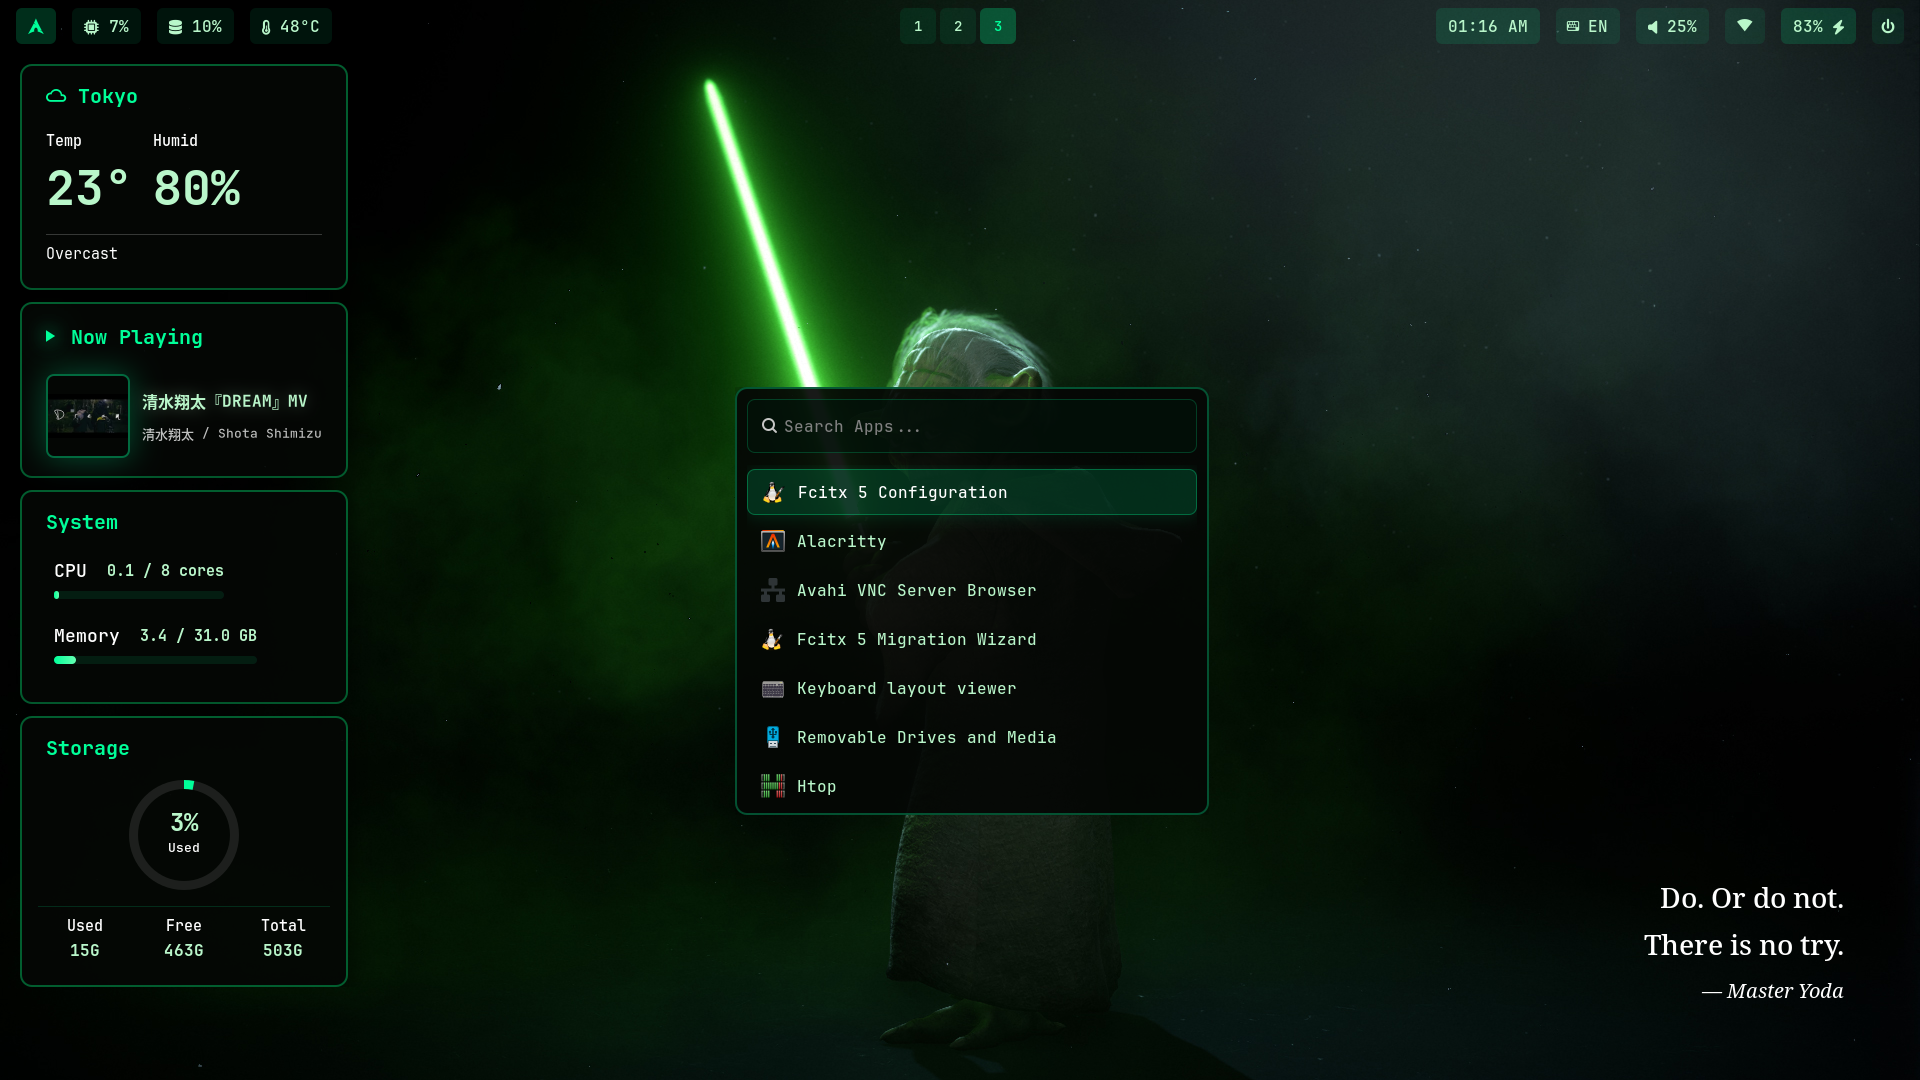 7%
10%
48°C
1
2
3
01:16 AM
EN
25%
83%
Tokyo
Temp Humid
23° 80%
Overcast
Now Playing
清水翔太『DREAM』MV
清水翔太 / Shota Shimizu
System
CPU 0.1 / 8 cores
Memory 3.4 / 31.0 GB
Storage
3%
Used
Used Free Total
15G 463G 503G
Search Apps...
Fcitx 5 Configuration
Alacritty
Avahi VNC Server Browser
Fcitx 5 Migration Wizard
Keyboard layout viewer
Removable Drives and Media
Htop
Do. Or do not.
There is no try.
— Master Yoda